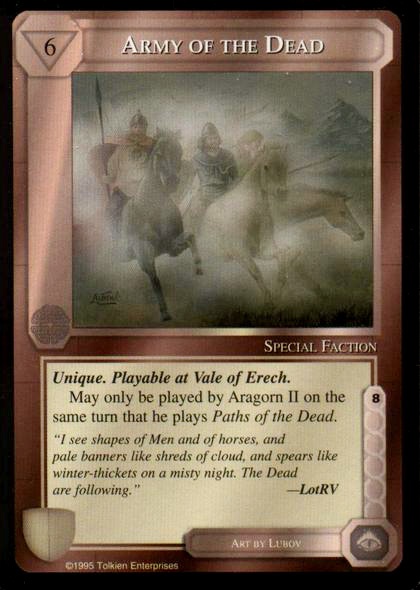 6
ARMY OF THE DEAD
SPECIAL FACTION
Unique. Playable at Vale of Erech.
May only be played by Aragorn II on the
same turn that he plays Paths of the Dead.
"I see shapes of Men and of horses, and
pale banners like shreds of cloud, and spears like
winter-thickets on a misty night. The Dead
are following." —LotRV
8
ART BY LUBOV
©1995 Tolkien Enterprises